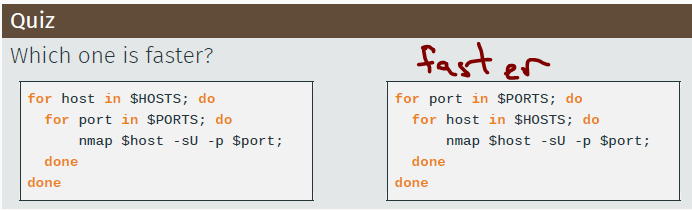 Quiz
Which one is faster?
faster
for host in $HOSTS; do
for port in $PORTS; do
nmap $host -sU -p $port;
done
done
for port in $PORTS; do
for host in $HOSTS; do
nmap $host -sU -p $port;
done
done